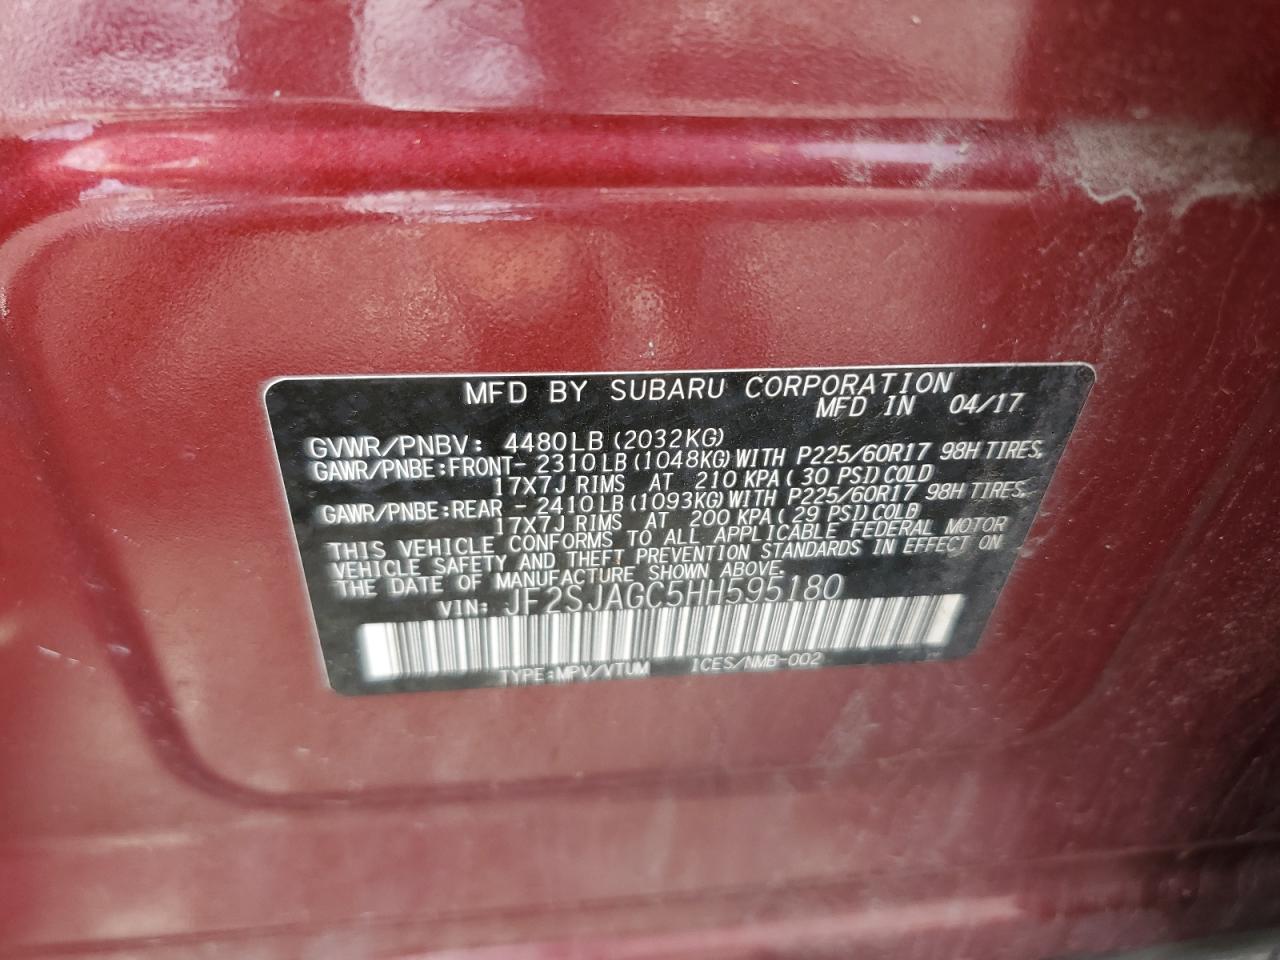 MFD BY SUBARU CORPORATION
MFD IN 04/17
GVWR/PNBV: 4480LB(2032KG)
GAWR/PNBE:FRONT- 2310LB(1048KG)WITH P225/60R17 98H TIRES,
17X7J RIMS AT 210 KPA(30 PSI)COLD
GAWR/PNBE:REAR - 2410LB(1093KG)WITH P225/60R17 98H TIRES,
17X7J RIMS AT 200 KPA(29 PSI)COLD
THIS VEHICLE CONFORMS TO ALL APPLICABLE FEDERAL MOTOR
VEHICLE SAFETY AND THEFT PREVENTION STANDARDS IN EFFECT ON
THE DATE OF MANUFACTURE SHOWN ABOVE.
VIN: JF2SJAGC5HH595180
TYPE:MPV/VTUM ICES/NMB-002